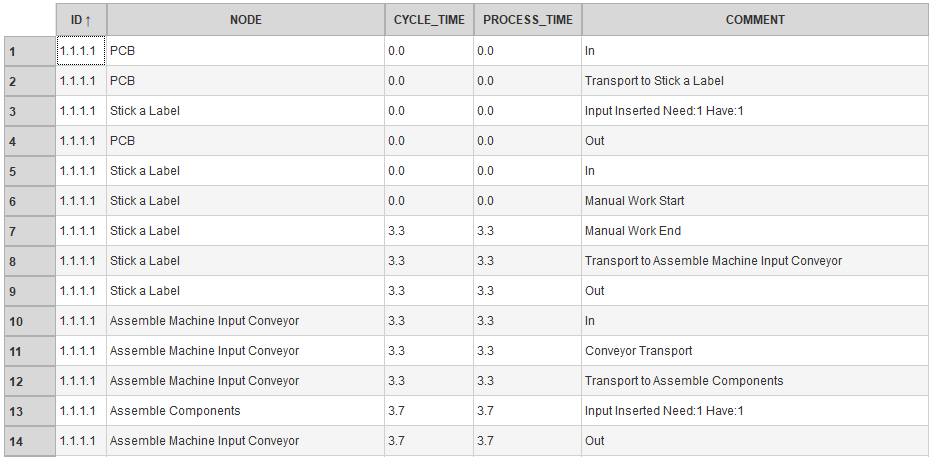 ID↑ NODE CYCLE_TIME PROCESS_TIME COMMENT
1 1.1.1.1 PCB 0.0 0.0 In
2 1.1.1.1 PCB 0.0 0.0 Transport to Stick a Label
3 1.1.1.1 Stick a Label 0.0 0.0 Input Inserted Need:1 Have:1
4 1.1.1.1 PCB 0.0 0.0 Out
5 1.1.1.1 Stick a Label 0.0 0.0 In
6 1.1.1.1 Stick a Label 0.0 0.0 Manual Work Start
7 1.1.1.1 Stick a Label 3.3 3.3 Manual Work End
8 1.1.1.1 Stick a Label 3.3 3.3 Transport to Assemble Machine Input Conveyor
9 1.1.1.1 Stick a Label 3.3 3.3 Out
10 1.1.1.1 Assemble Machine Input Conveyor 3.3 3.3 In
11 1.1.1.1 Assemble Machine Input Conveyor 3.3 3.3 Conveyor Transport
12 1.1.1.1 Assemble Machine Input Conveyor 3.3 3.3 Transport to Assemble Components
13 1.1.1.1 Assemble Components 3.7 3.7 Input Inserted Need:1 Have:1
14 1.1.1.1 Assemble Machine Input Conveyor 3.7 3.7 Out